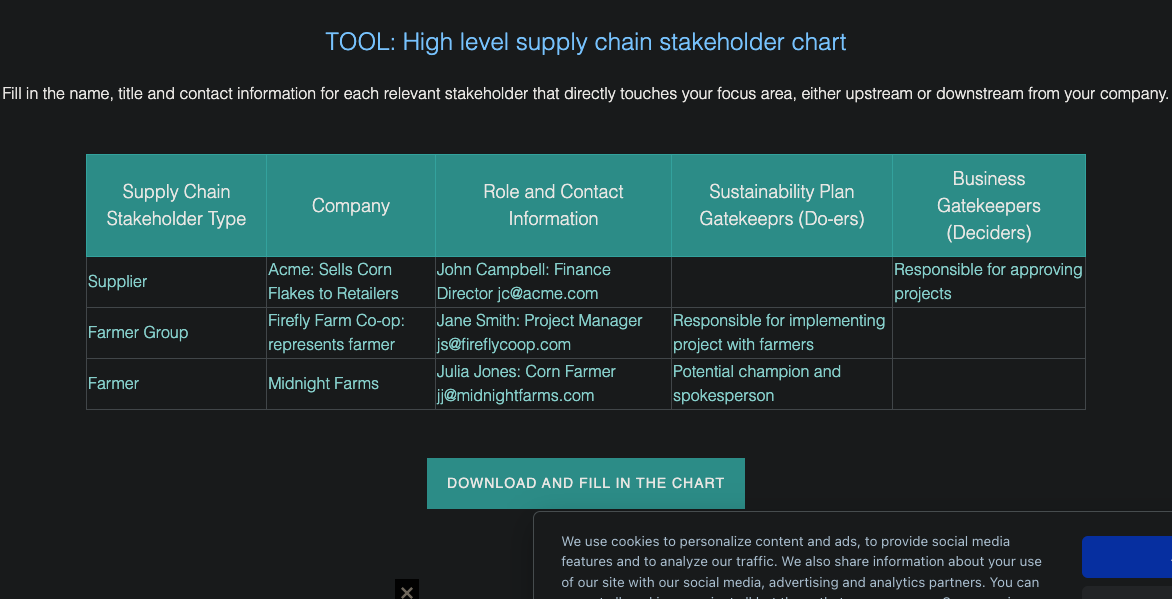 TOOL: High level supply chain stakeholder chart
Fill in the name, title and contact information for each relevant stakeholder that directly touches your focus area, either upstream or downstream from your company.
Supply Chain
Stakeholder Type
Company
Role and Contact
Information
Sustainability Plan
Gatekeeprs (Do-ers)
Business
Gatekeepers
(Deciders)
Supplier
Acme: Sells Corn
Flakes to Retailers
John Campbell: Finance
Director jc@acme.com
Responsible for approving
projects
Farmer Group
Firefly Farm Co-op:
represents farmer
Jane Smith: Project Manager
js@fireflycoop.com
Responsible for implementing
project with farmers
Farmer
Midnight Farms
Julia Jones: Corn Farmer
jj@midnightfarms.com
Potential champion and
spokesperson
DOWNLOAD AND FILL IN THE CHART
We use cookies to personalize content and ads, to provide social media
features and to analyze our traffic. We also share information about your use
of our site with our social media, advertising and analytics partners. You can